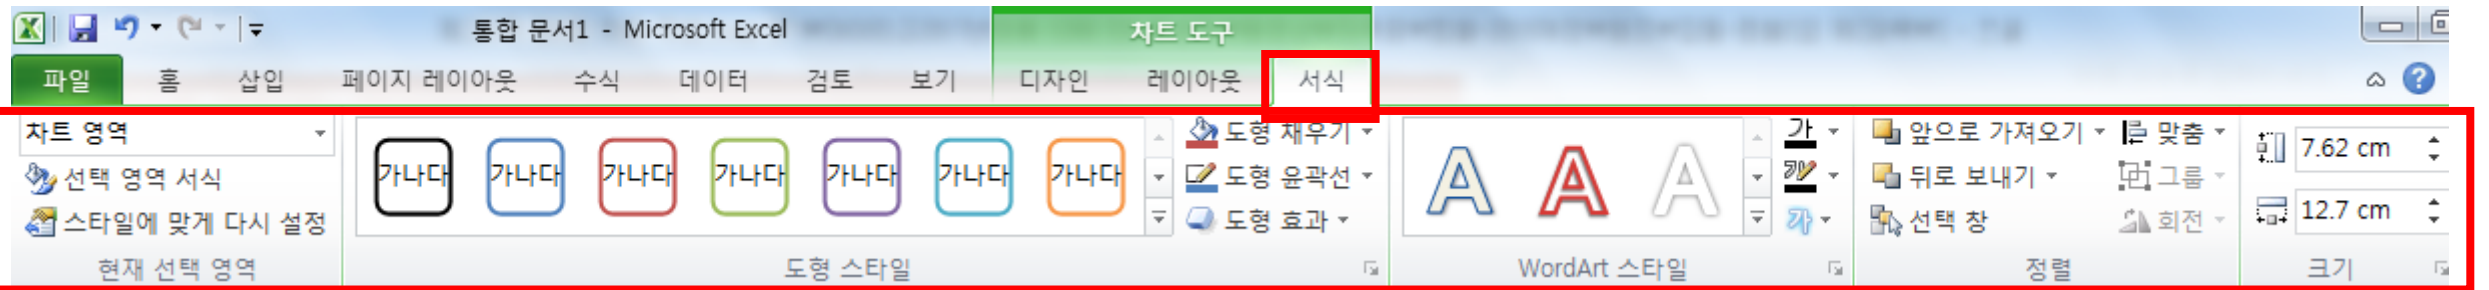 통합 문서1 - Microsoft Excel
차트 도구
파일 홈 삽입 페이지 레이아웃 수식 데이터 검토 보기 디자인 레이아웃 서식
차트 영역
선택 영역 서식
스타일에 맞게 다시 설정
현재 선택 영역
가나다 가나다 가나다 가나다 가나다 가나다 가나다
도형 채우기
도형 윤곽선
도형 효과
도형 스타일
A A A
가
가
가
WordArt 스타일
앞으로 가져오기
뒤로 보내기
선택 창
맞춤
그룹
회전
정렬
7.62 cm
12.7 cm
크기